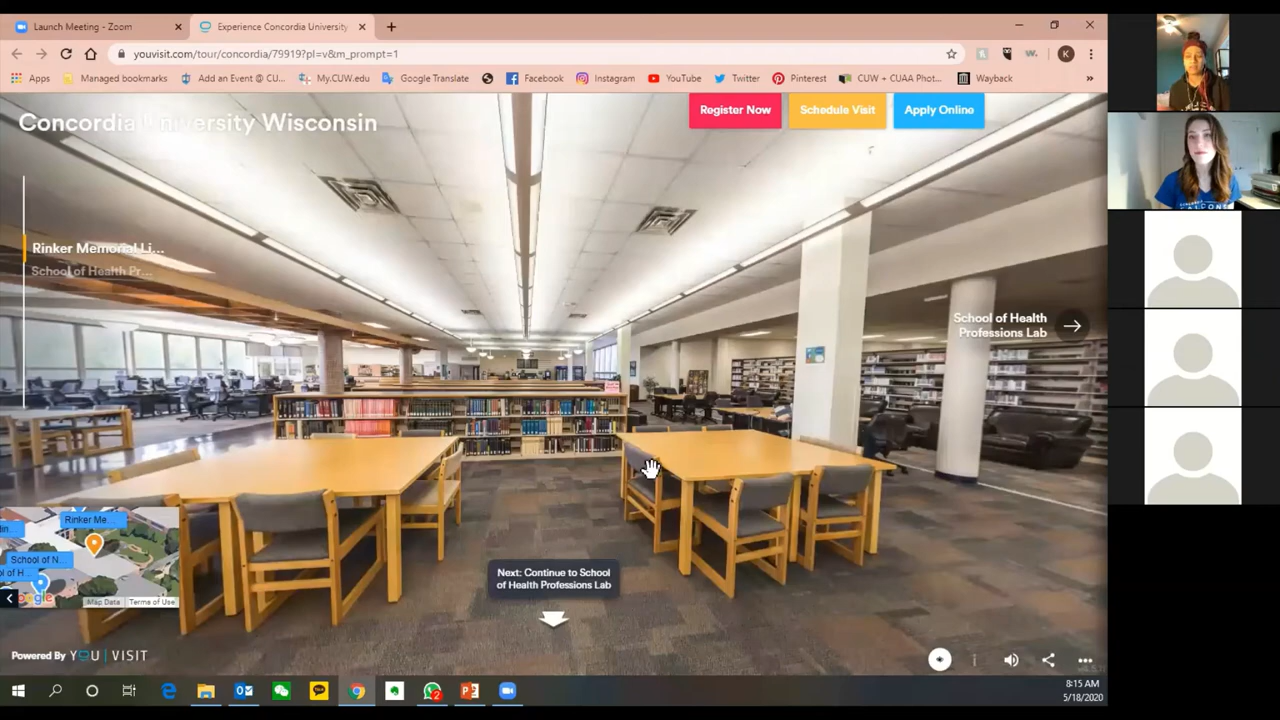 Launch Meeting - Zoom
Experience Concordia University
youvisit.com/tour/concordia/79919?pl=v&m_prompt=1
K
Apps
Managed bookmarks
Add an Event @ CU...
My.CUW.edu
Google Translate
Facebook
Instagram
YouTube
Twitter
Pinterest
CUW + CUAA Phot...
Wayback
»
Concordia University Wisconsin
Register Now
Schedule Visit
Apply Online
Rinker Memorial Li...
School of Health Pr...
School of Health
Professions Lab
Rinker Me...
School of N...
Map Data
Terms of Use
Next: Continue to School
of Health Professions Lab
Powered By YOU | VISIT
8:15 AM
5/18/2020